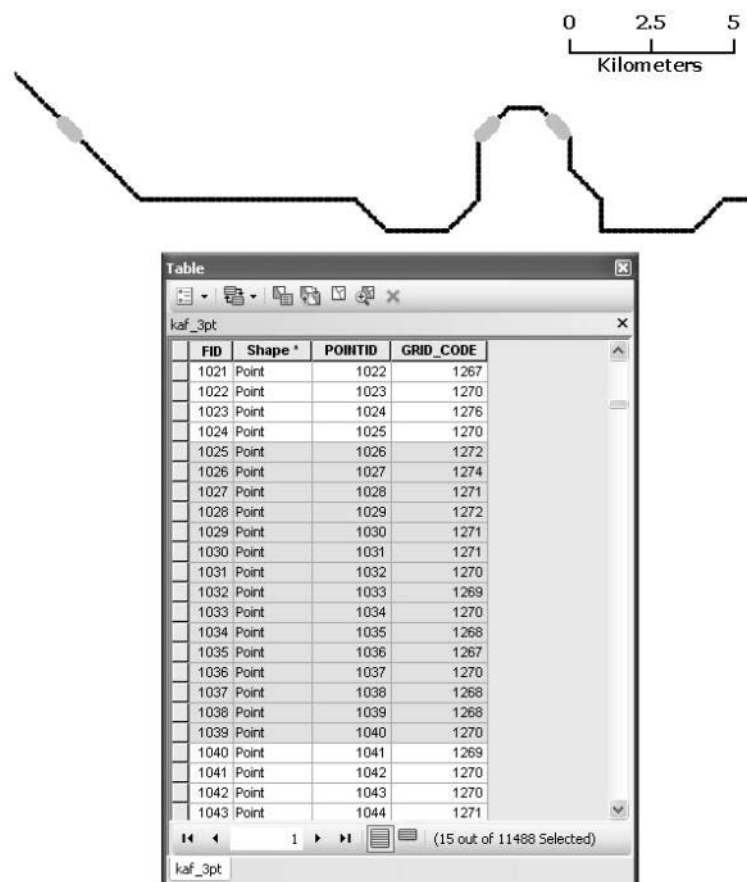 0 2.5 5
Kilometers
Table
kaf_3pt
FID Shape * POINTID GRID_CODE
1021 Point 1022 1267
1022 Point 1023 1270
1023 Point 1024 1276
1024 Point 1025 1270
1025 Point 1026 1272
1026 Point 1027 1274
1027 Point 1028 1271
1028 Point 1029 1272
1029 Point 1030 1271
1030 Point 1031 1271
1031 Point 1032 1270
1032 Point 1033 1269
1033 Point 1034 1270
1034 Point 1035 1268
1035 Point 1036 1267
1036 Point 1037 1270
1037 Point 1038 1268
1038 Point 1039 1268
1039 Point 1040 1270
1040 Point 1041 1269
1041 Point 1042 1270
1042 Point 1043 1270
1043 Point 1044 1271
1 (15 out of 11488 Selected)
kaf_3pt